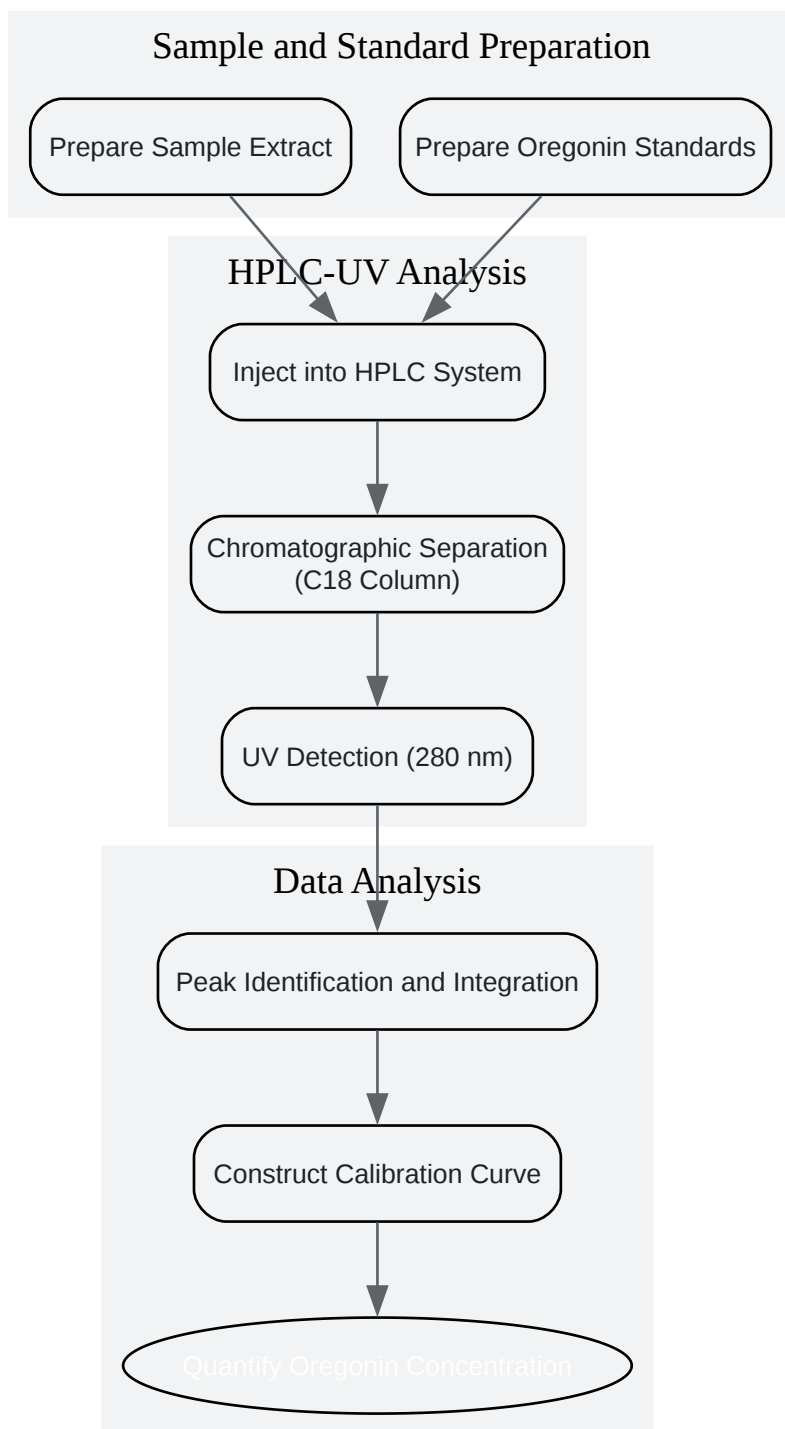 Sample and Standard Preparation
Prepare Sample Extract
Prepare Oregonin Standards
HPLC-UV Analysis
Inject into HPLC System
Chromatographic Separation
(C18 Column)
UV Detection (280 nm)
Data Analysis
Peak Identification and Integration
Construct Calibration Curve
Quantify Oregonin Concentration